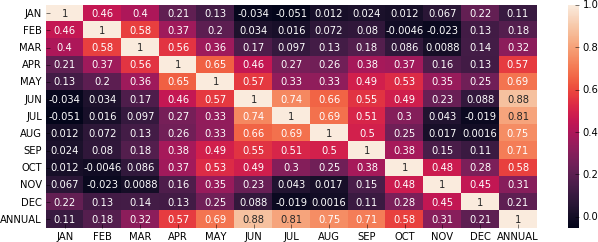 JAN 1 0.46 0.4 0.21 0.13 -0.034 -0.051 0.012 0.024 0.012 0.067 0.22 0.11 1.0
FEB 0.46 1 0.58 0.37 0.2 0.034 0.016 0.072 0.08 -0.0046 -0.023 0.13 0.18
MAR 0.4 0.58 1 0.56 0.36 0.17 0.097 0.13 0.18 0.086 0.0088 0.14 0.32 0.8
APR 0.21 0.37 0.56 1 0.65 0.46 0.27 0.26 0.38 0.37 0.16 0.13 0.57
MAY 0.13 0.2 0.36 0.65 1 0.57 0.33 0.33 0.49 0.53 0.35 0.25 0.69
JUN -0.034 0.034 0.17 0.46 0.57 1 0.74 0.66 0.55 0.49 0.23 0.088 0.88 0.6
JUL -0.051 0.016 0.097 0.27 0.33 0.74 1 0.69 0.51 0.3 0.043 -0.019 0.81
AUG 0.012 0.072 0.13 0.26 0.33 0.66 0.69 1 0.5 0.25 0.017 0.0016 0.75 0.4
SEP 0.024 0.08 0.18 0.38 0.49 0.55 0.51 0.5 1 0.38 0.15 0.11 0.71
OCT 0.012 -0.0046 0.086 0.37 0.53 0.49 0.3 0.25 0.38 1 0.48 0.28 0.58 0.2
NOV 0.067 -0.023 0.0088 0.16 0.35 0.23 0.043 0.017 0.15 0.48 1 0.45 0.31
DEC 0.22 0.13 0.14 0.13 0.25 0.088 -0.019 0.0016 0.11 0.28 0.45 1 0.21
ANNUAL 0.11 0.18 0.32 0.57 0.69 0.88 0.81 0.75 0.71 0.58 0.31 0.21 1 0.0
JAN FEB MAR APR MAY JUN JUL AUG SEP OCT NOV DEC ANNUAL